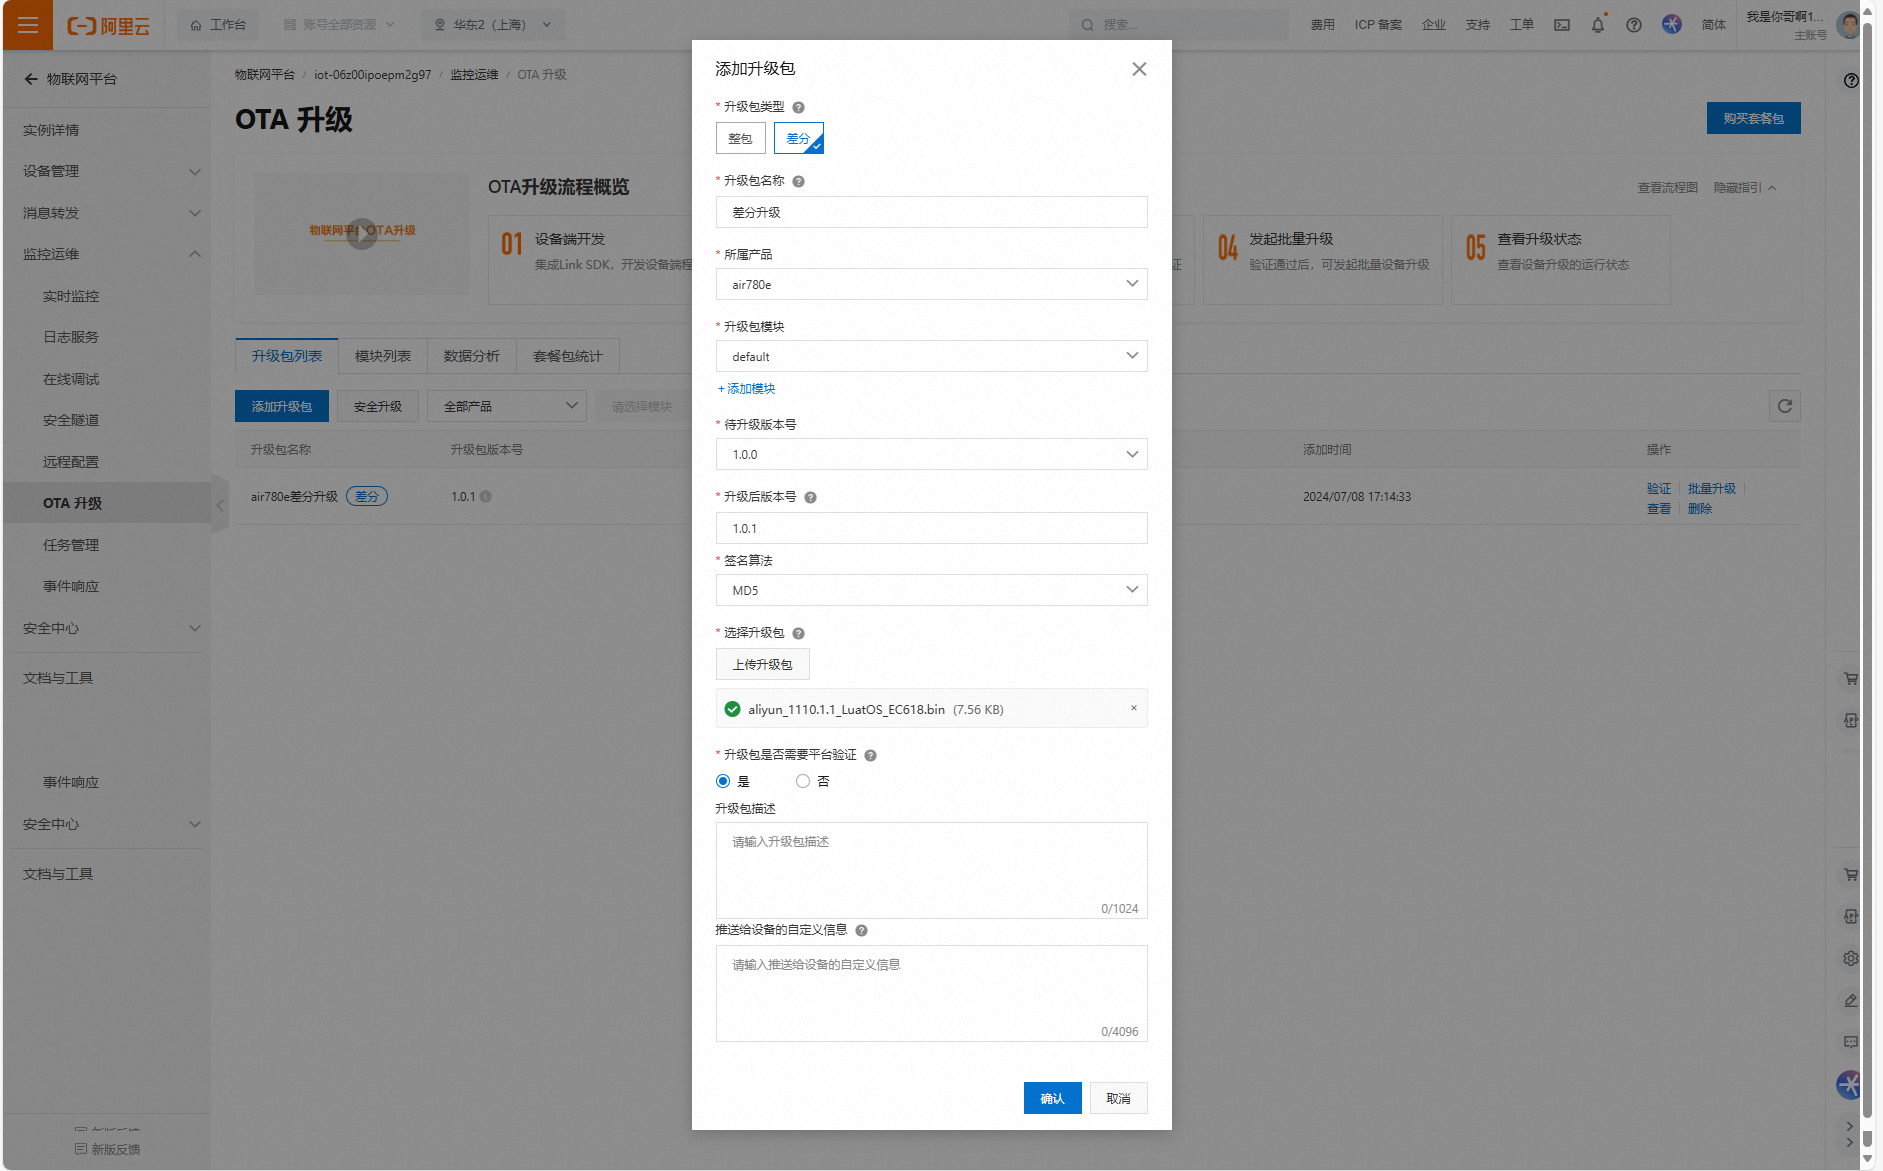 阿里云
工作台
账号全部资源
华东2（上海）
搜索...
费用
ICP 备案
企业
支持
工单
简体
我是你哥啊1...
主账号
物联网平台
实例详情
设备管理
消息转发
监控运维
实时监控
日志服务
在线调试
安全隧道
远程配置
OTA 升级
任务管理
事件响应
安全中心
文档与工具
事件响应
安全中心
文档与工具
新版反馈
物联网平台 / iot-06z00ipoepm2g97 / 监控运维 / OTA 升级
OTA 升级
购买套餐包
物联网平台OTA升级
OTA升级流程概览
查看流程图
隐藏指引
01 设备端开发
集成Link SDK，开发设备端程
证
04 发起批量升级
验证通过后，可发起批量设备升级
05 查看升级状态
查看设备升级的运行状态
升级包列表
模块列表
数据分析
套餐包统计
添加升级包
安全升级
全部产品
请选择模块
升级包名称
升级包版本号
添加时间
操作
air780e差分升级 差分
1.0.1
2024/07/08 17:14:33
验证 批量升级
查看 删除
添加升级包
* 升级包类型
整包 差分
* 升级包名称
差分升级
* 所属产品
air780e
* 升级包模块
default
+ 添加模块
* 待升级版本号
1.0.0
* 升级后版本号
1.0.1
* 签名算法
MD5
* 选择升级包
上传升级包
aliyun_1110.1.1_LuatOS_EC618.bin (7.56 KB)
* 升级包是否需要平台验证
是 否
升级包描述
请输入升级包描述
0/1024
推送给设备的自定义信息
请输入推送给设备的自定义信息
0/4096
确认 取消